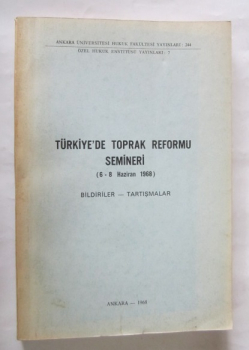 ANKARA ÜNİVERSİTESİ HUKUK FAKÜLTESİ YAYINLARI:
ÖZEL HUKUK ENSTİTÜSÜ YAYINLARI: 7
TÜRKİYE'DE TOPRAK REFORMU
SEMİNERİ
(6 - 8 Haziran 1968)
BİLDİRİLER — TARTIŞMALAR
ANKARA — 1968